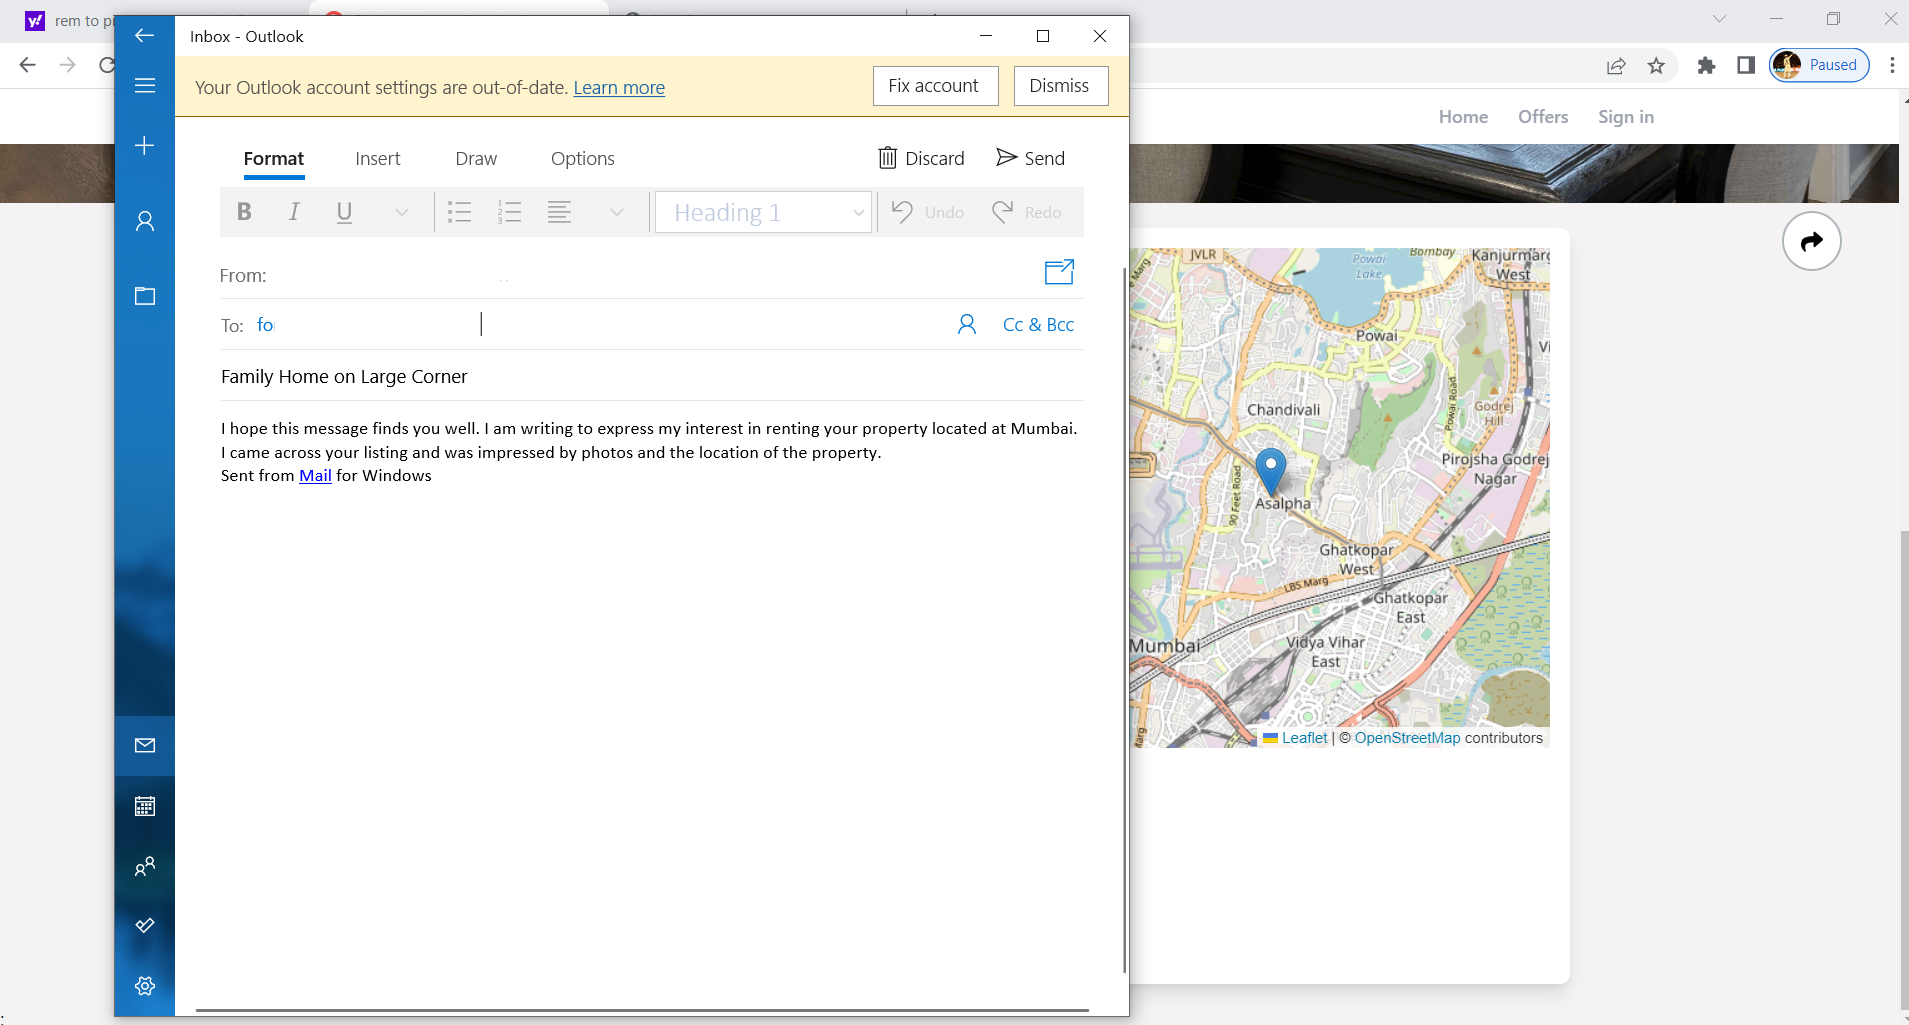 rem to p
Inbox - Outlook
Paused
Your Outlook account settings are out-of-date. Learn more
Fix account
Dismiss
Home Offers Sign in
Format Insert Draw Options
Discard
Send
B I U
Heading 1
Undo
Redo
From:
To: fo
Cc & Bcc
Family Home on Large Corner
I hope this message finds you well. I am writing to express my interest in renting your property located at Mumbai.
I came across your listing and was impressed by photos and the location of the property.
Sent from Mail for Windows
JVLR
Marg
Powai
Lake
Bombay
Kanjurmarg
West
Powai
Vi
Chandivali
Powai Road
Godrej
Hill
90 Feet Road
Asalpha
Pirojsha Godrej
Nagar
Ghatkopar
West
LBS Marg
Ghatkopar
East
Mumbai
Vidya Vihar
East
Marg
Leaflet | © OpenStreetMap contributors